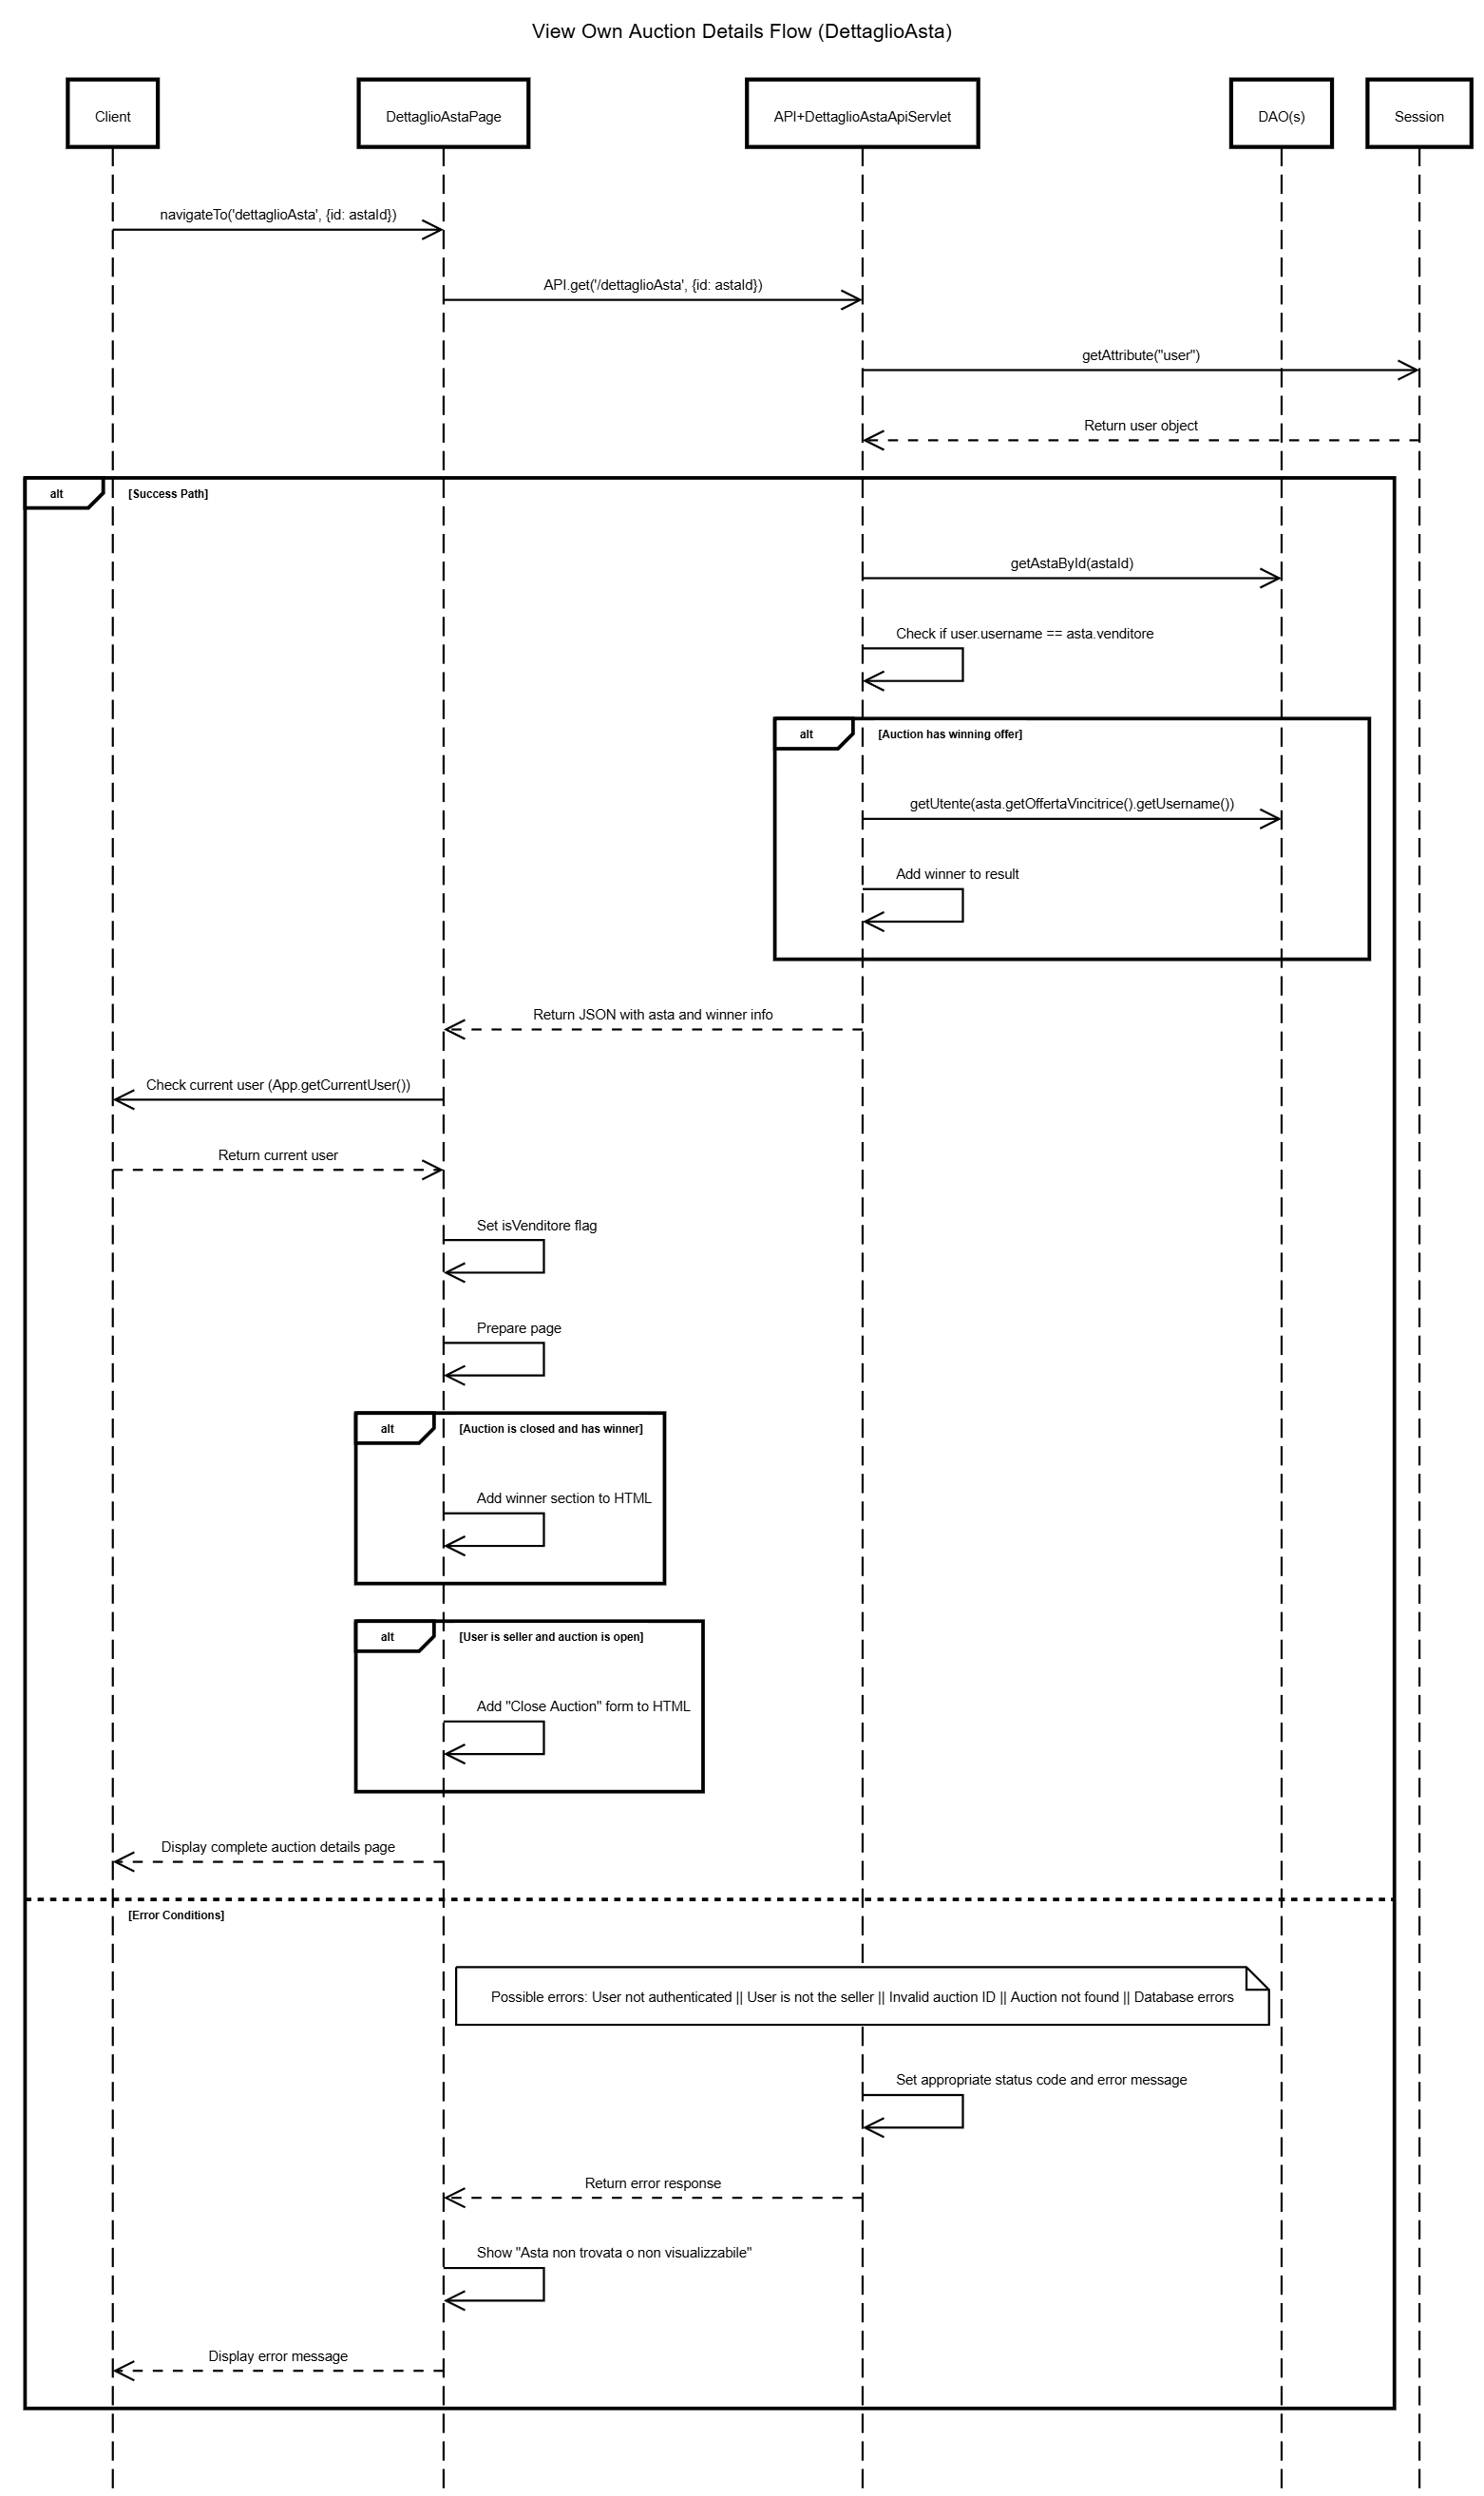 View Own Auction Details Flow (DettaglioAsta)
Client
DettaglioAstaPage
API+DettaglioAstaApiServlet
DAO(s)
Session
navigateTo('dettaglioAsta', {id: astaId})
API.get('/dettaglioAsta', {id: astaId})
getAttribute("user")
Return user object
alt
[Success Path]
getAstaById(astaId)
Check if user.username == asta.venditore
alt
[Auction has winning offer]
getUtente(asta.getOffertaVincitrice().getUsername())
Add winner to result
Return JSON with asta and winner info
Check current user (App.getCurrentUser())
Return current user
Set isVenditore flag
Prepare page
alt
[Auction is closed and has winner]
Add winner section to HTML
alt
[User is seller and auction is open]
Add "Close Auction" form to HTML
Display complete auction details page
[Error Conditions]
Possible errors: User not authenticated || User is not the seller || Invalid auction ID || Auction not found || Database errors
Set appropriate status code and error message
Return error response
Show "Asta non trovata o non visualizzabile"
Display error message